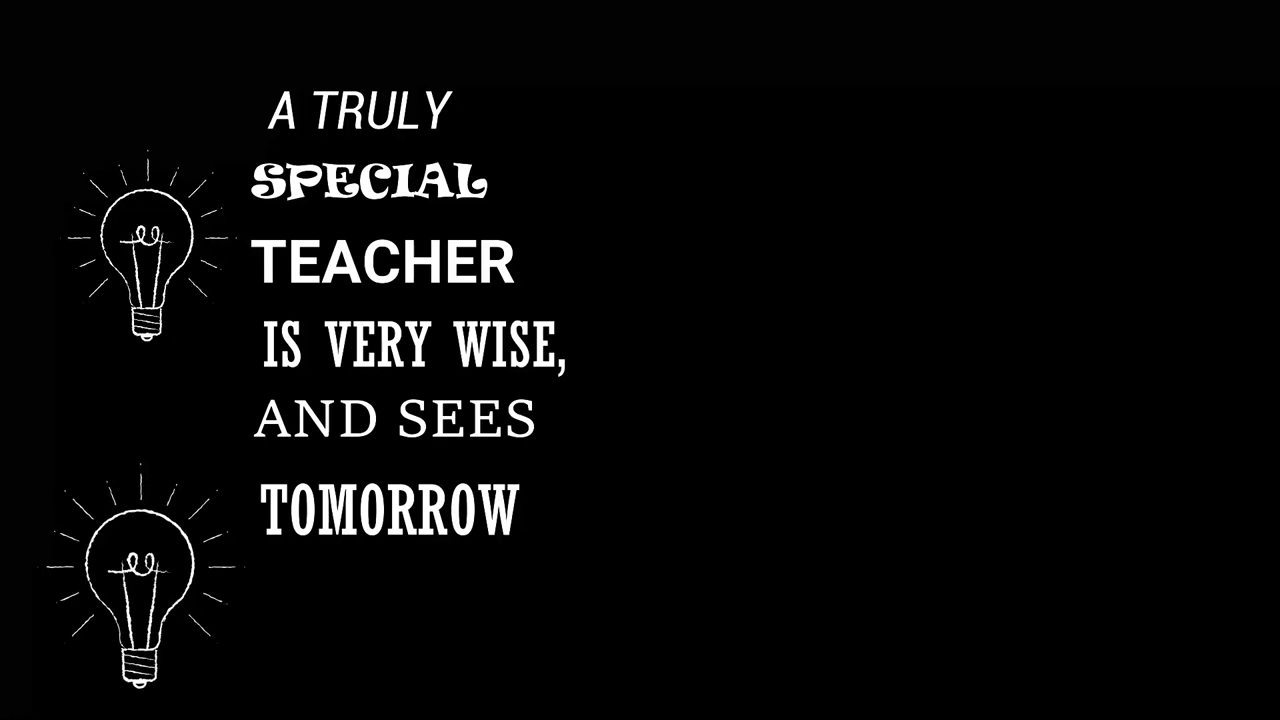 A TRULY
SPECIAL
TEACHER
IS VERY WISE,
AND SEES
TOMORROW